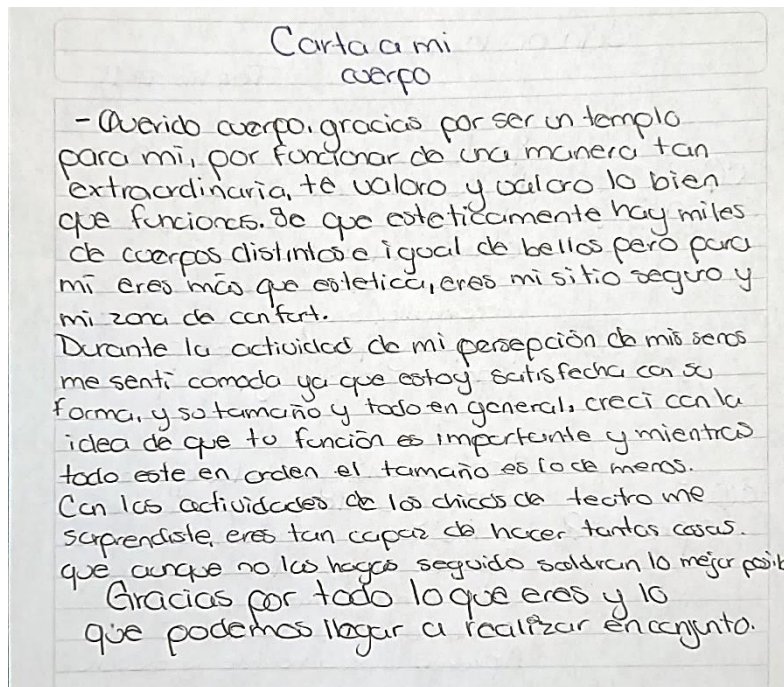 Carta a mi
cuerpo
- Querido cuerpo, gracias por ser un templo
para mi, por funcionar de una manera tan
extraordinaria, te valoro y valoro lo bien
que funciones. Se que esteticamente hay miles
de cuerpos distintos e igual de bellos pero para
mi eres más que estetica, eres mi sitio seguro y
mi zona de confort.
Durante la actividad de mi persepción de mis senos
me senti comoda ya que estoy satisfecha con su
forma, y su tamaño y todo en general, creci con la
idea de que tu función es importante y mientras
todo este en orden el tamaño es lo de menos.
Con las actividades de los chicos de teatro me
sorprendiste, eres tan capaz de hacer tantas cosas.
que aunque no las hagas seguido saldran lo mejor posib
Gracias por todo lo que eres y lo
que podemos llegar a realizar en conjunto.